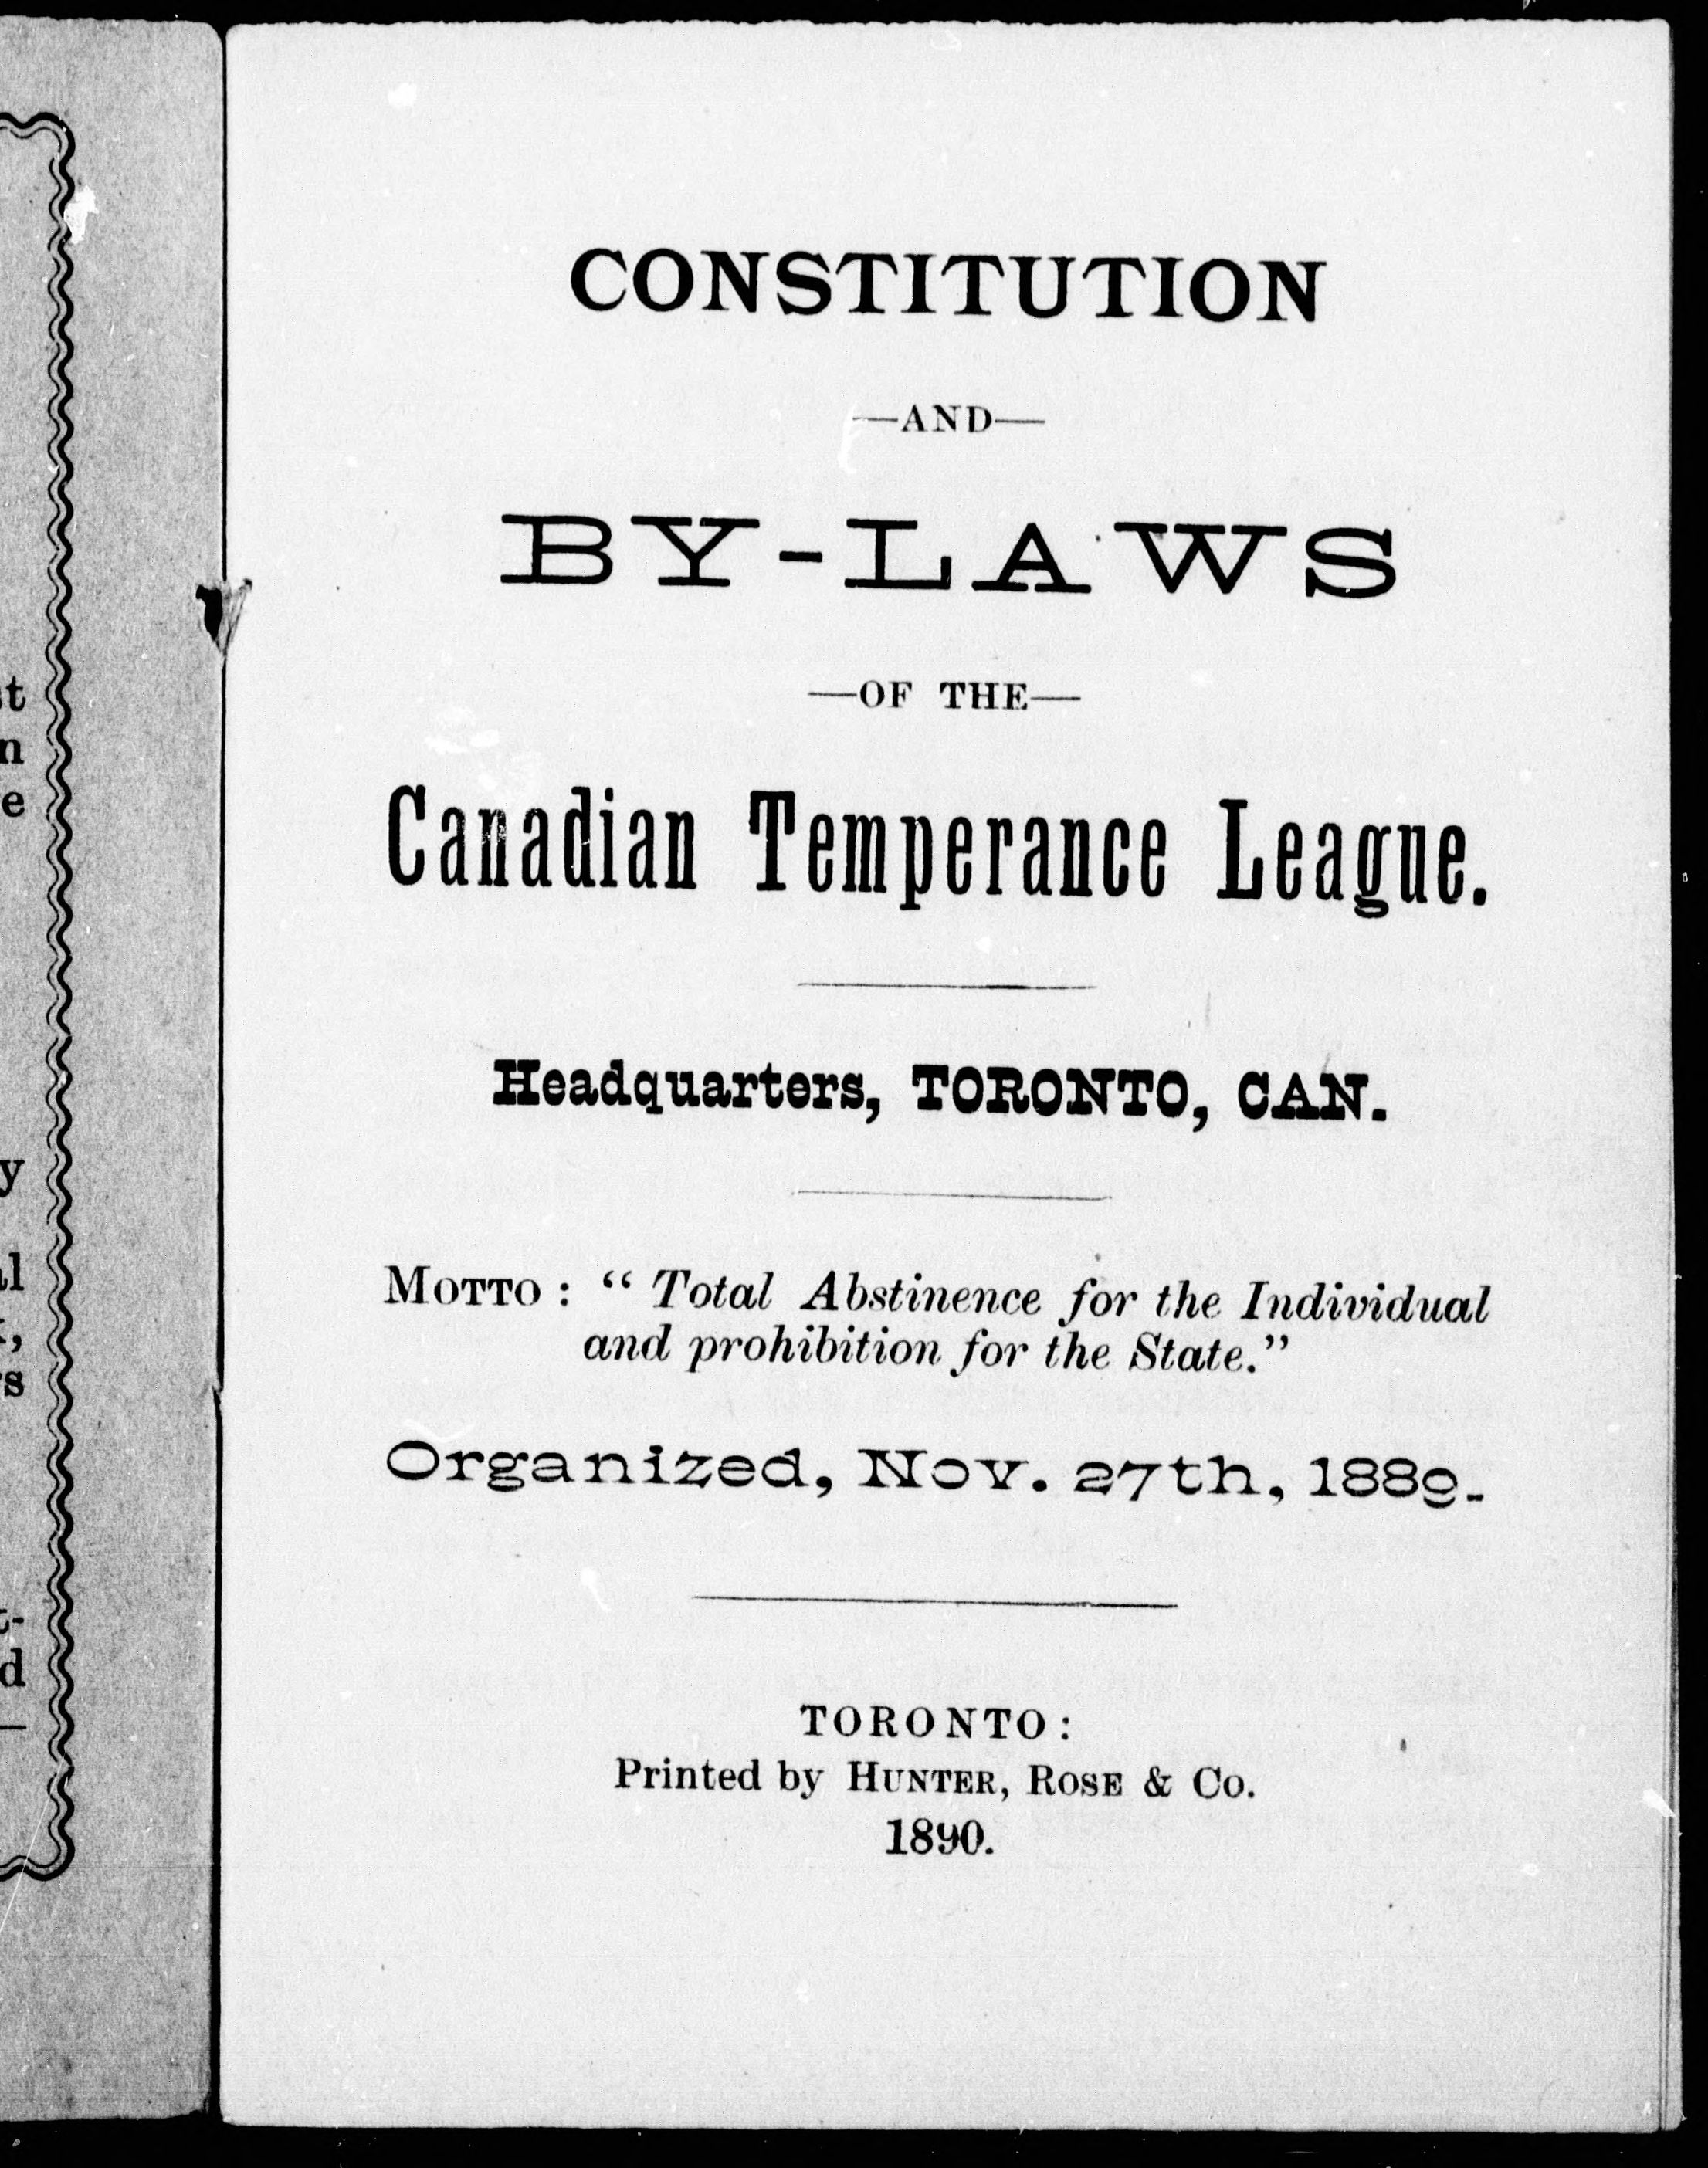 CONSTITUTION
—AND—
BY-LAWS
—OF THE—
Canadian Temperance League.
Headquarters, TORONTO, CAN.
MOTTO : “ Total Abstinence for the Individual
and prohibition for the State.”
Organized, Nov. 27th, 1889.
TORONTO:
Printed by HUNTER, ROSE & CO.
1890.